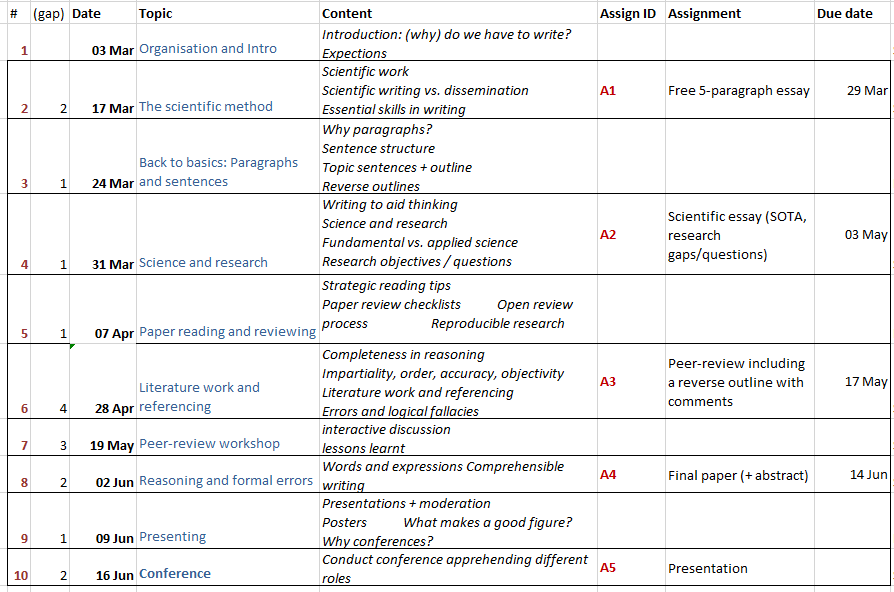 # (gap) Date Topic Content Assign ID Assignment Due date
Introduction: (why) do we have to write?
1 03 Mar Organisation and Intro Expections
Scientific work
Scientific writing vs. dissemination A1 Free 5-paragraph essay 29 Mar
2 2 17 Mar The scientific method Essential skills in writing
Why paragraphs?
Sentence structure
Back to basics: Paragraphs Topic sentences + outline
3 1 24 Mar and sentences Reverse outlines
Writing to aid thinking
Science and research Scientific essay (SOTA,
Fundamental vs. applied science A2 research 03 May
4 1 31 Mar Science and research Research objectives / questions gaps/questions)
Strategic reading tips
Paper review checklists Open review
5 1 07 Apr Paper reading and reviewing process Reproducible research
Completeness in reasoning Peer-review including
Impartiality, order, accuracy, objectivity A3 a reverse outline with 17 May
Literature work and Literature work and referencing comments
6 4 28 Apr referencing Errors and logical fallacies
interactive discussion
7 3 19 May Peer-review workshop lessons learnt
Words and expressions Comprehensible A4 Final paper (+ abstract) 14 Jun
8 2 02 Jun Reasoning and formal errors writing
Presentations + moderation
Posters What makes a good figure?
9 1 09 Jun Presenting Why conferences?
Conduct conference apprehending different A5 Presentation
10 2 16 Jun Conference roles